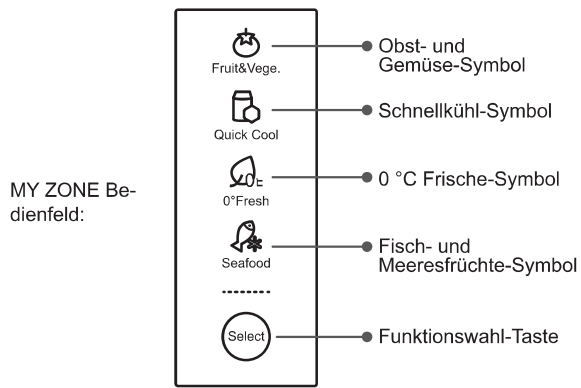 Fruit&Vege.
Obst- und
Gemüse-Symbol
Quick Cool
Schnellkühl-Symbol
MY ZONE Be-
dienfeld:
0°Fresh
0 °C Frische-Symbol
Seafood
Fisch- und
Meeresfrüchte-Symbol
Select
Funktionswahl-Taste